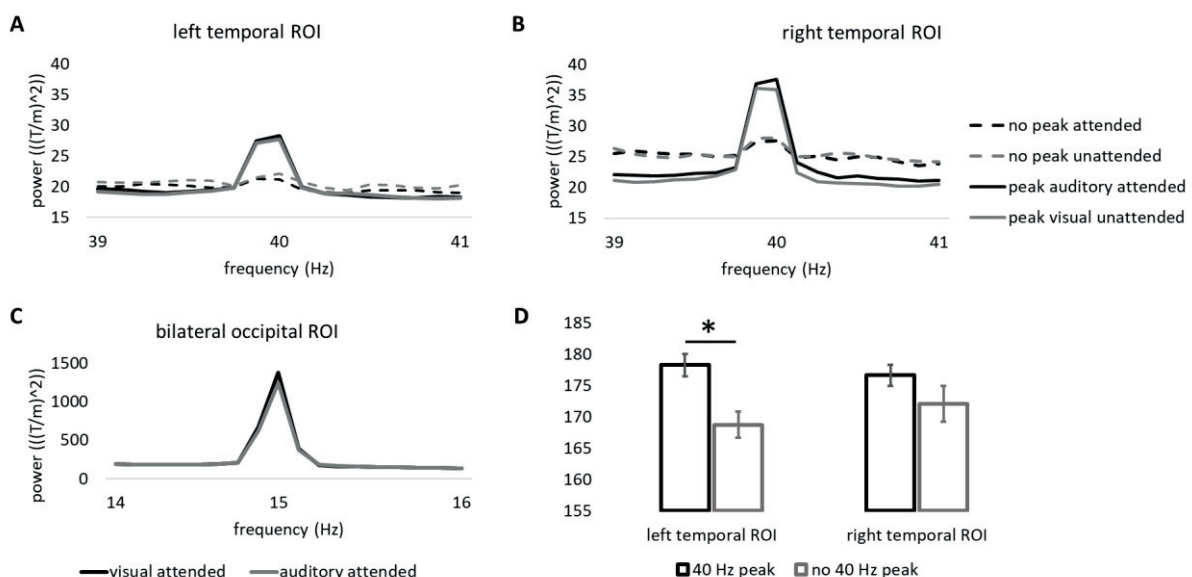 A
left temporal ROI
power (((T/m)^2))
40
35
30
25
20
15
39
40
41
frequency (Hz)
B
right temporal ROI
power (((T/m)^2))
40
35
30
25
20
15
39
40
41
frequency (Hz)
no peak attended
no peak unattended
peak auditory attended
peak visual unattended
C
bilateral occipital ROI
power (((T/m)^2))
1500
1000
500
0
14
15
16
frequency (Hz)
visual attended
auditory attended
D
185
180
175
170
165
160
155
*
left temporal ROI
right temporal ROI
40 Hz peak
no 40 Hz peak